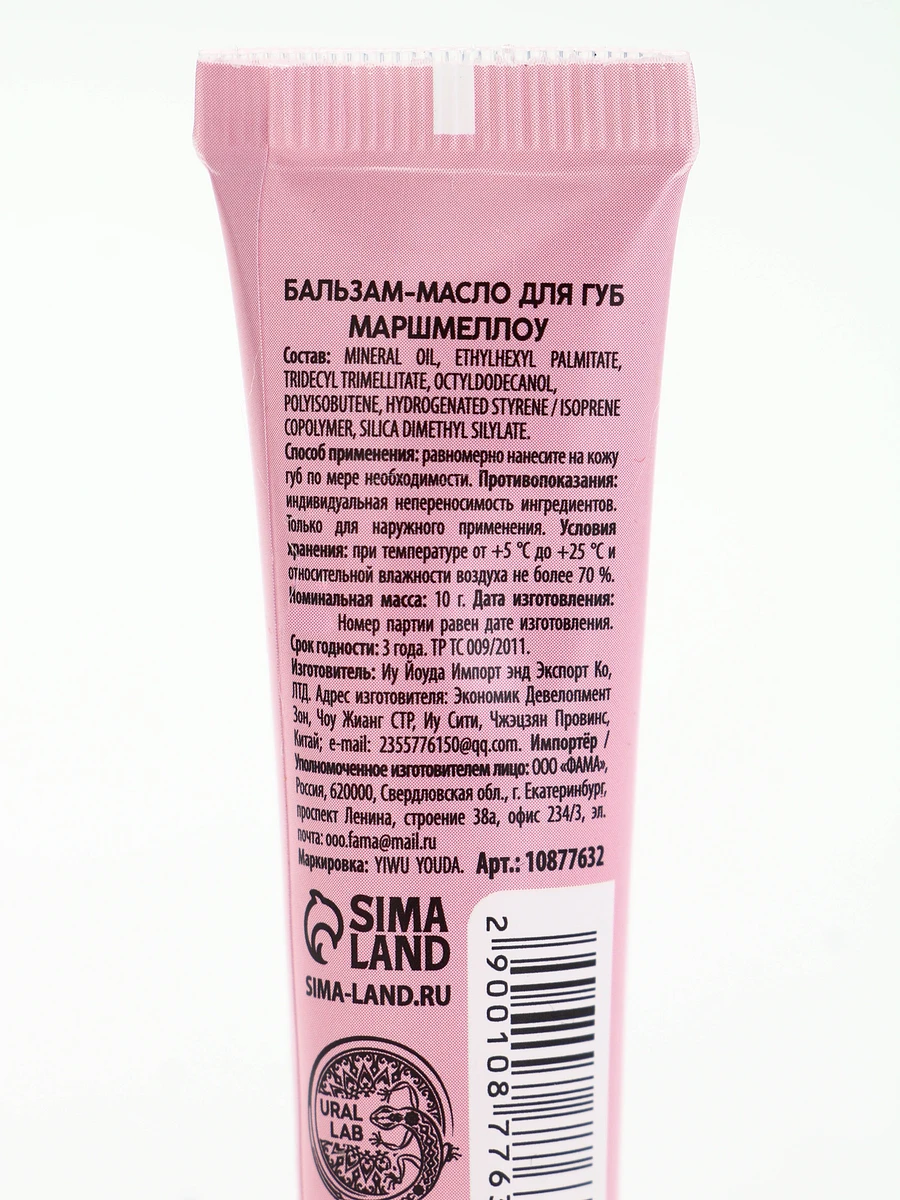 БАЛЬЗАМ-МАСЛО ДЛЯ ГУБ
МАРШМЕЛЛОУ
Состав: MINERAL OIL, ETHYLHEXYL PALMITATE,
TRIDECYL TRIMELLITATE, OCTYLDODECANOL,
POLYISOBUTENE, HYDROGENATED STYRENE / ISOPRENE
COPOLYMER, SILICA DIMETHYL SILYLATE.
Способ применения: равномерно нанесите на кожу
губ по мере необходимости. Противопоказания:
индивидуальная непереносимость ингредиентов.
Только для наружного применения. Условия
хранения: при температуре от +5 °С до +25 °С и
относительной влажности воздуха не более 70 %.
Номинальная масса: 10 г. Дата изготовления:
Номер партии равен дате изготовления.
Срок годности: 3 года. ТР ТС 009/2011.
Изготовитель: Иу Йоуда Импорт энд Экспорт Ко,
ЛТД. Адрес изготовителя: Экономик Девелопмент
Зон, Чоу Жианг СТР, Иу Сити, Чжэцзян Провинс,
Китай; e-mail: 2355776150@qq.com. Импортёр /
Уполномоченное изготовителем лицо: ООО «ФАМА»,
Россия, 620000, Свердловская обл., г. Екатеринбург,
проспект Ленина, строение 38а, офис 234/3, эл.
почта: ooo.fama@mail.ru
Маркировка: YIWU YOUDA. Арт.: 10877632
SIMA
LAND
SIMA-LAND.RU
URAL
LAB
2 900108 776